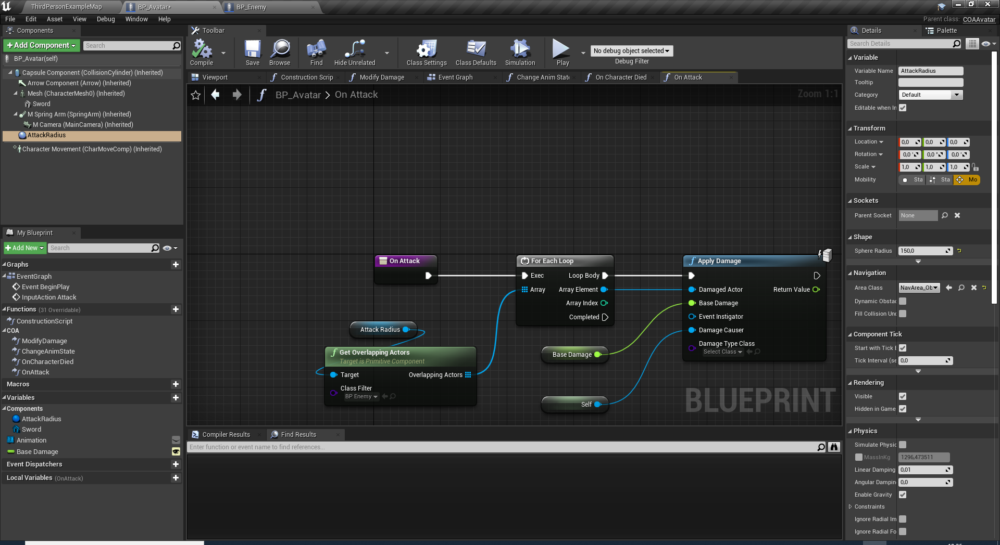 ThirdPersonExampleMap
BP_Avatar*
BP_Enemy
File Edit Asset View Debug Window Help
Parent class: COAAvatar
Components
+Add Component
Search
BP_Avatar(self)
Capsule Component (CollisionCylinder) (Inherited)
Arrow Component (Arrow) (Inherited)
Mesh (CharacterMesh0) (Inherited)
Sword
M Spring Arm (SpringArm) (Inherited)
M Camera (MainCamera) (Inherited)
AttackRadius
Character Movement (CharMoveComp) (Inherited)
My Blueprint
+Add New
Search
Graphs
EventGraph
Event BeginPlay
InputAction Attack
Functions (31 Overridable)
ConstructionScript
COA
ModifyDamage
ChangeAnimState
OnCharacterDied
OnAttack
Macros
Variables
Components
AttackRadius
Sword
Animation
Base Damage
Event Dispatchers
Local Variables (OnAttack)
Toolbar
Compile
Save
Browse
Find
Hide Unrelated
Class Settings
Class Defaults
Simulation
Play
No debug object selected
Debug Filter
Viewport
Construction Scrip
Modify Damage
Event Graph
Change Anim State
On Character Died
On Attack
BP_Avatar > On Attack
Zoom 1:1
On Attack
For Each Loop
Exec Loop Body
Array Array Element
Array Index
Completed
Apply Damage
Damaged Actor Return Value
Base Damage
Event Instigator
Damage Causer
Damage Type Class
Select Class
Attack Radius
Get Overlapping Actors
Target is Primitive Component
Target Overlapping Actors
Class Filter
BP Enemy
Base Damage
Self
BLUEPRINT
Compiler Results
Find Results
Enter function or event name to find references...
Details
Palette
Search Details
Variable
Variable Name AttackRadius
Tooltip
Category Default
Editable when In
Transform
Location 0,0 0,0 0,0
Rotation 0,0 ° 0,0 ° 0,0 °
Scale 1,0 1,0 1,0
Mobility Sta Sta Mo
Sockets
Parent Socket None
Shape
Sphere Radius 150,0
Navigation
Area Class NavArea_Ob
Dynamic Obstac
Fill Collision Und
Component Tick
Start with Tick E
Tick Interval (se 0,0
Rendering
Visible
Hidden in Game
Physics
Simulate Physic
MassInKg 1296,473511
Linear Damping 0,01
Angular Dampin 0,0
Enable Gravity
Constraints
Ignore Radial Im
Ignore Radial Fo